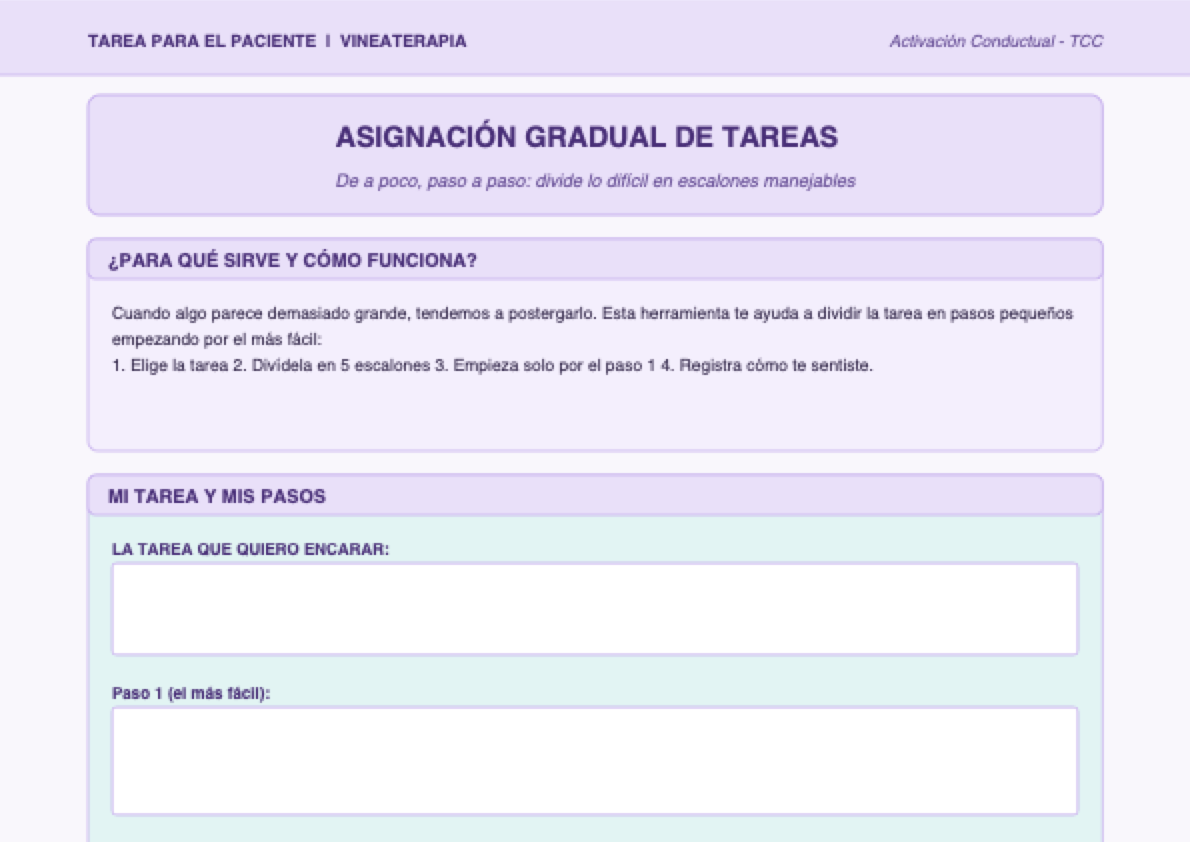 TAREA PARA EL PACIENTE | VINEATERAPIA
Activación Conductual - TCC
ASIGNACIÓN GRADUAL DE TAREAS
De a poco, paso a paso: divide lo difícil en escalones manejables
¿PARA QUÉ SIRVE Y CÓMO FUNCIONA?
Cuando algo parece demasiado grande, tendemos a postergarlo. Esta herramienta te ayuda a dividir la tarea en pasos pequeños
empezando por el más fácil:
1. Elige la tarea 2. Divídela en 5 escalones 3. Empieza solo por el paso 1 4. Registra cómo te sentiste.
MI TAREA Y MIS PASOS
LA TAREA QUE QUIERO ENCARAR:
Paso 1 (el más fácil):